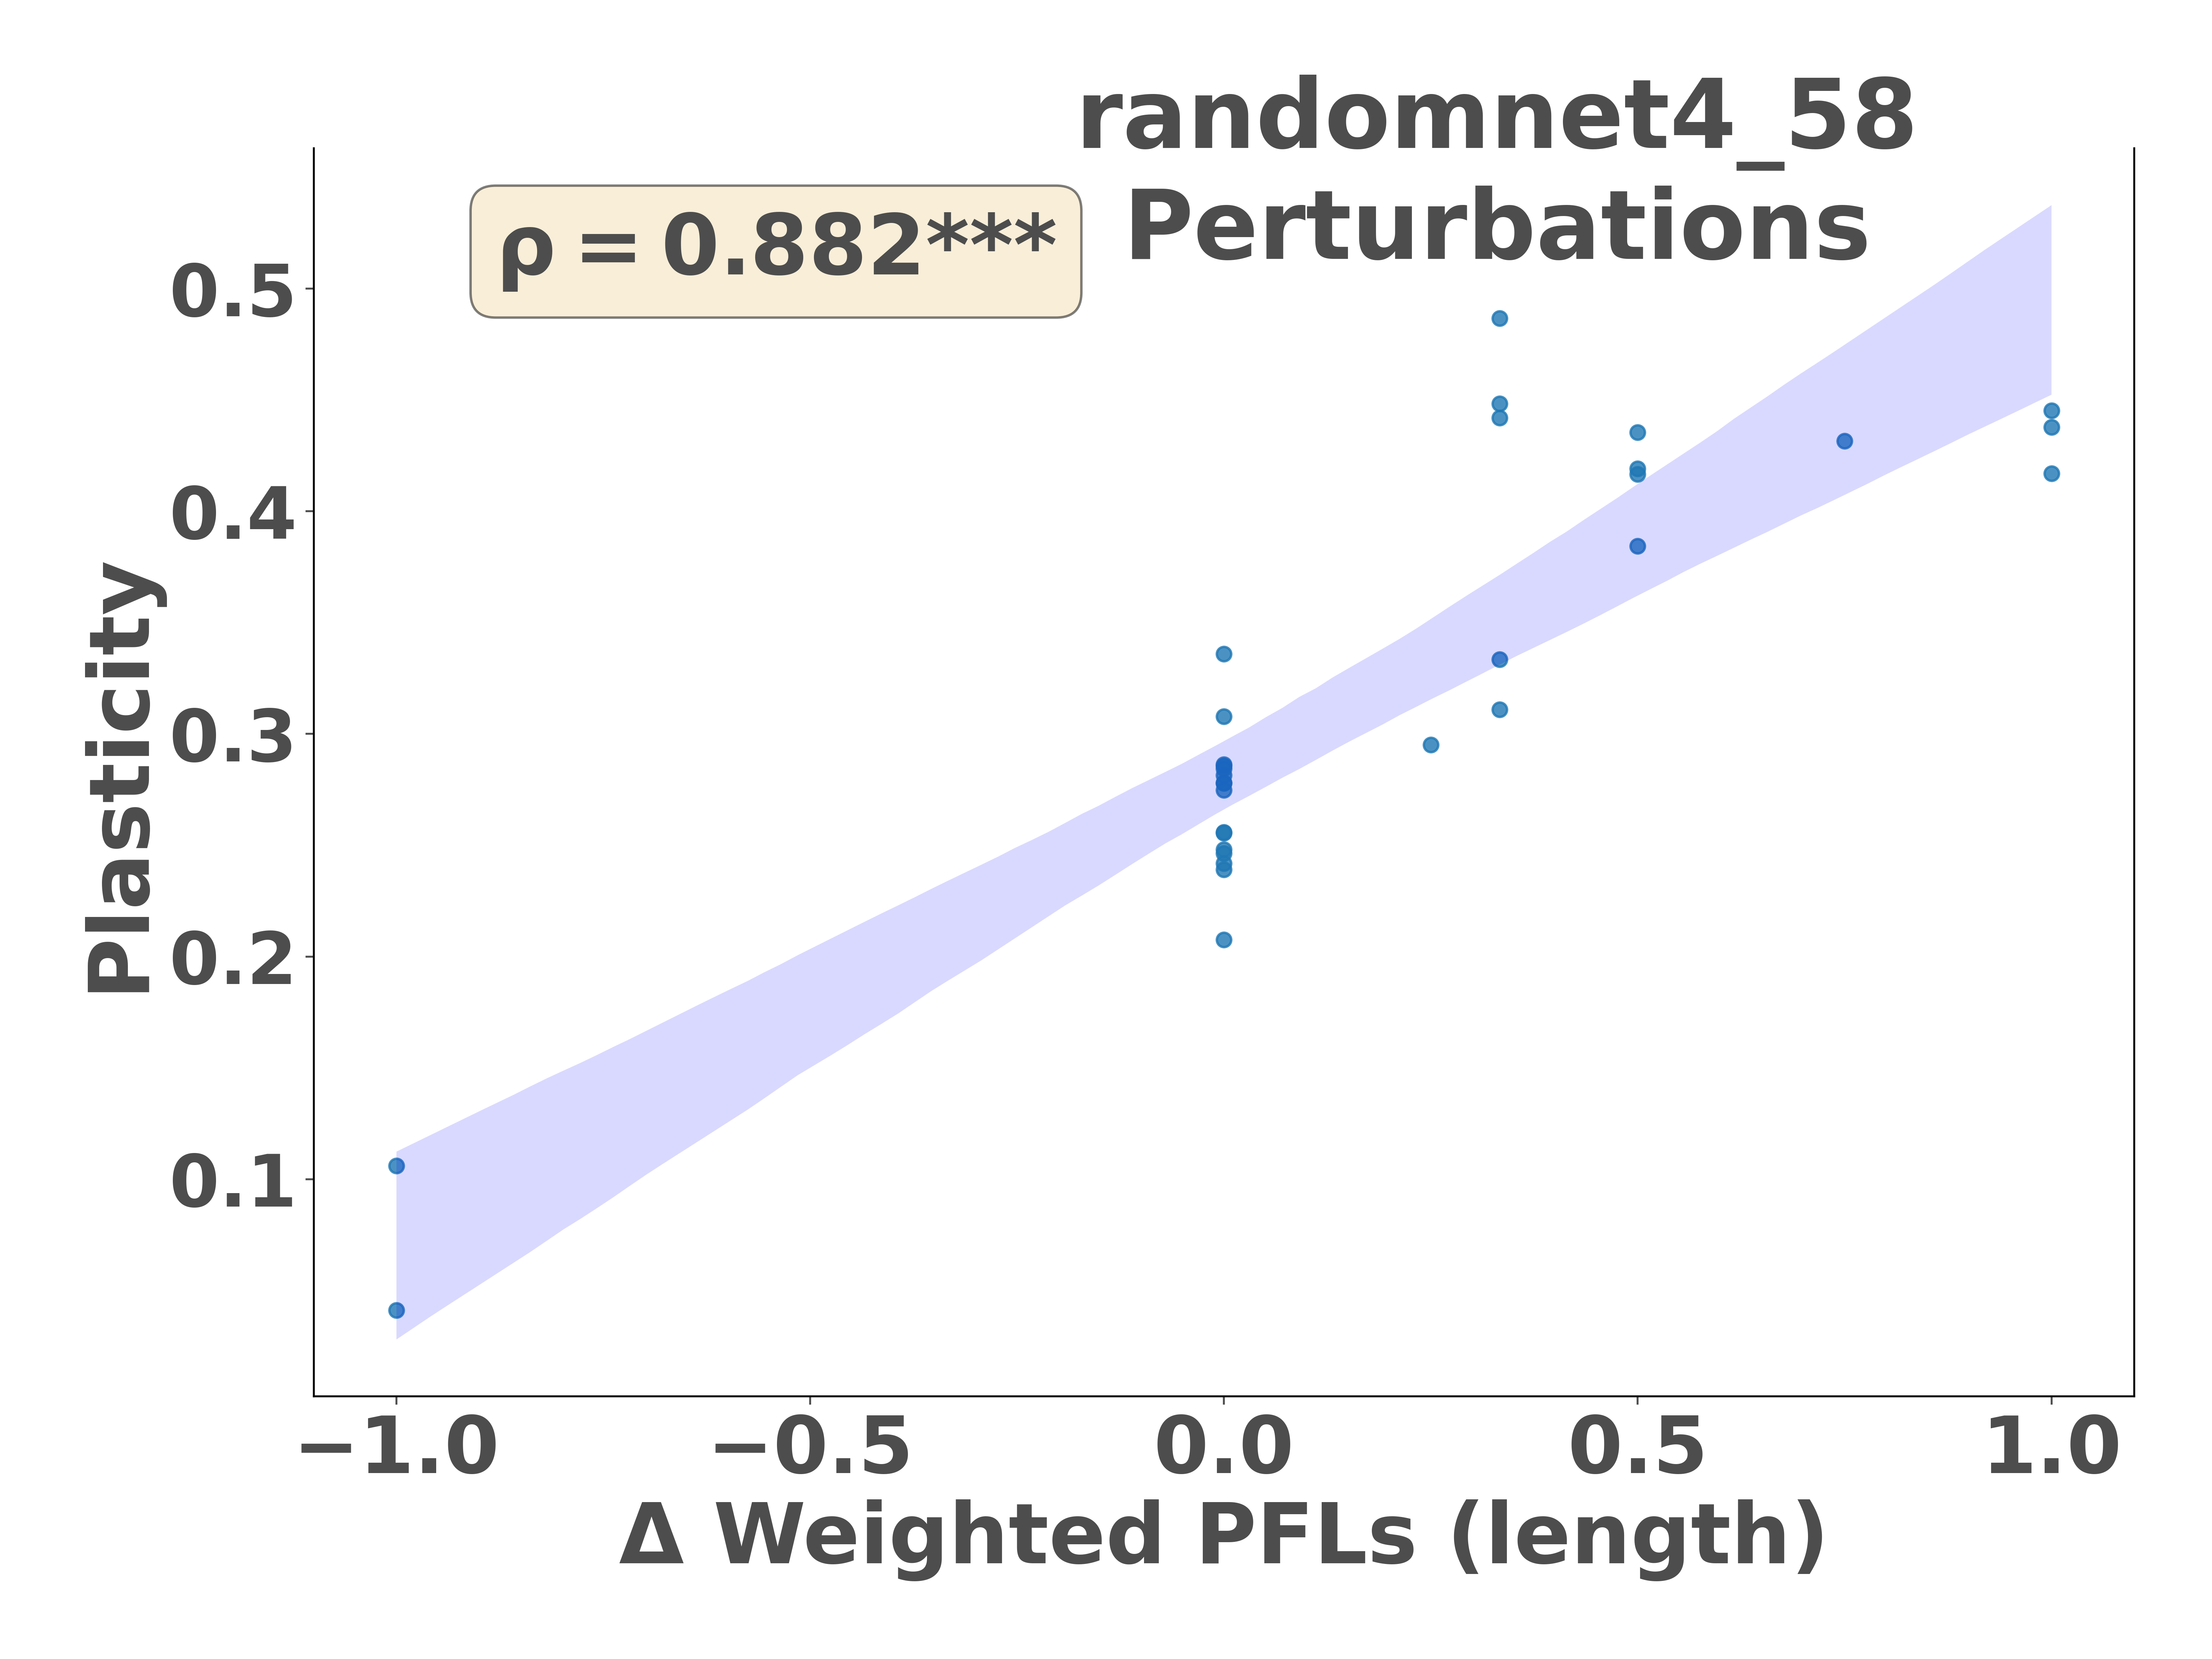 randomnet4_58
Perturbations
ρ = 0.882***
Plasticity
0.5
0.4
0.3
0.2
0.1
−1.0
−0.5
0.0
0.5
1.0
Δ Weighted PFLs (length)